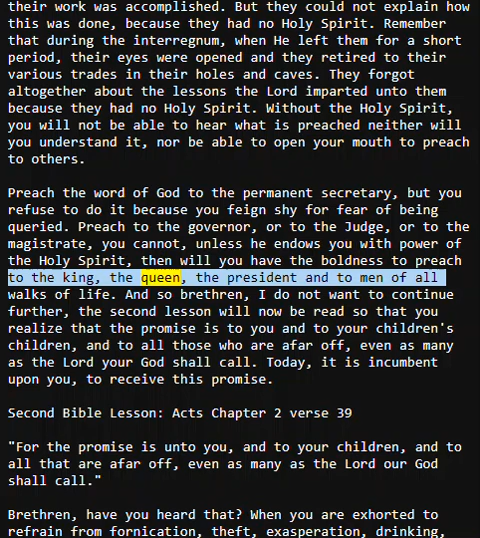 their work was accomplished. But they could not explain how
this was done, because they had no Holy Spirit. Remember
that during the interregnum, when He left them for a short
period, their eyes were opened and they retired to their
various trades in their holes and caves. They forgot
altogether about the lessons the Lord imparted unto them
because they had no Holy Spirit. Without the Holy Spirit,
you will not be able to hear what is preached neither will
you understand it, nor be able to open your mouth to preach
to others.
Preach the word of God to the permanent secretary, but you
refuse to do it because you feign shy for fear of being
queried. Preach to the governor, or to the Judge, or to the
magistrate, you cannot, unless he endows you with power of
the Holy Spirit, then will you have the boldness to preach
to the king, the queen, the president and to men of all
walks of life. And so brethren, I do not want to continue
further, the second lesson will now be read so that you
realize that the promise is to you and to your children's
children, and to all those who are afar off, even as many
as the Lord your God shall call. Today, it is incumbent
upon you, to receive this promise.
Second Bible Lesson: Acts Chapter 2 verse 39
"For the promise is unto you, and to your children, and to
all that are afar off, even as many as the Lord our God
shall call."
Brethren, have you heard that? When you are exhorted to
refrain from fornication, theft, exasperation, drinking,